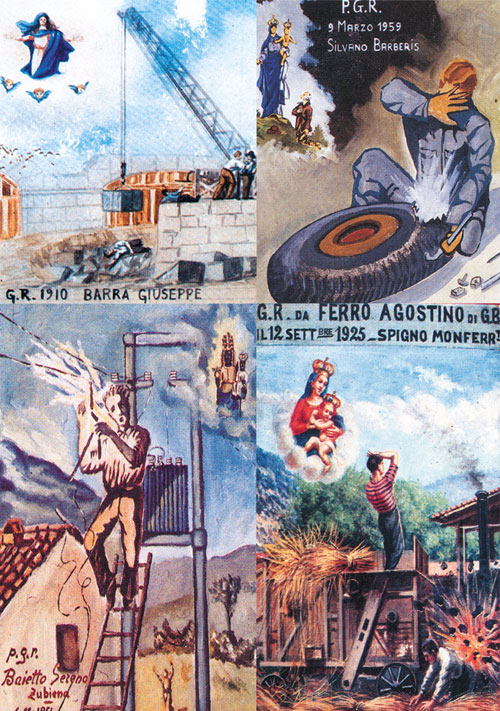 G.R. 1910 BARRA GIUSEPPE
P.G.R.
9 MARZO 1959
SILVANO BARBERIS
p.g.r.
Baietto
Zubiena
G.R. DA FERRO AGOSTINO DI G.B
IL 12 SETT.BRE 1925 - SPIGNO MONFERR.